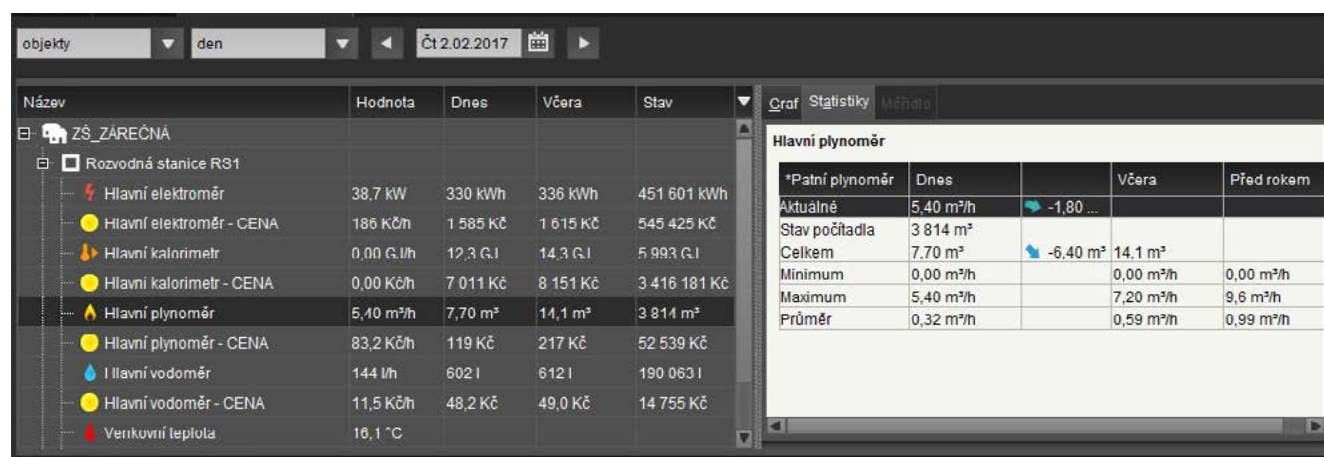 objekty den Čt 2.02.2017
Název Hodnota Dnes Včera Stav
ZŠ_ZÁREČNÁ
Rozvodná stanice RS1
Hlavní elektroměr 38,7 kW 330 kWh 336 kWh 451 601 kWh
Hlavní elektroměr - CENA 186 Kč/h 1 585 Kč 1 615 Kč 545 425 Kč
Hlavní kalorimetr 0,00 GJ/h 12,3 GJ 14,3 GJ 5 993 GJ
Hlavní kalorimetr - CENA 0,00 Kč/h 7 011 Kč 8 151 Kč 3 416 181 Kč
Hlavní plynoměr 5,40 m³/h 7,70 m³ 14,1 m³ 3 814 m³
Hlavní plynoměr - CENA 83,2 Kč/h 119 Kč 217 Kč 52 539 Kč
Hlavní vodoměr 144 l/h 602 l 612 l 190 063 l
Hlavní vodoměr - CENA 11,5 Kč/h 48,2 Kč 49,0 Kč 14 755 Kč
Venkovní teplota 16,1 °C
Graf Statistiky Měřidlo
Hlavní plynoměr
*Patní plynoměr Dnes Včera Před rokem
Aktuálně 5,40 m³/h -1,80 ...
Stav počítadla 3 814 m³
Celkem 7,70 m³ -6,40 m³ 14,1 m³
Minimum 0,00 m³/h 0,00 m³/h 0,00 m³/h
Maximum 5,40 m³/h 7,20 m³/h 9,6 m³/h
Průměr 0,32 m³/h 0,59 m³/h 0,99 m³/h